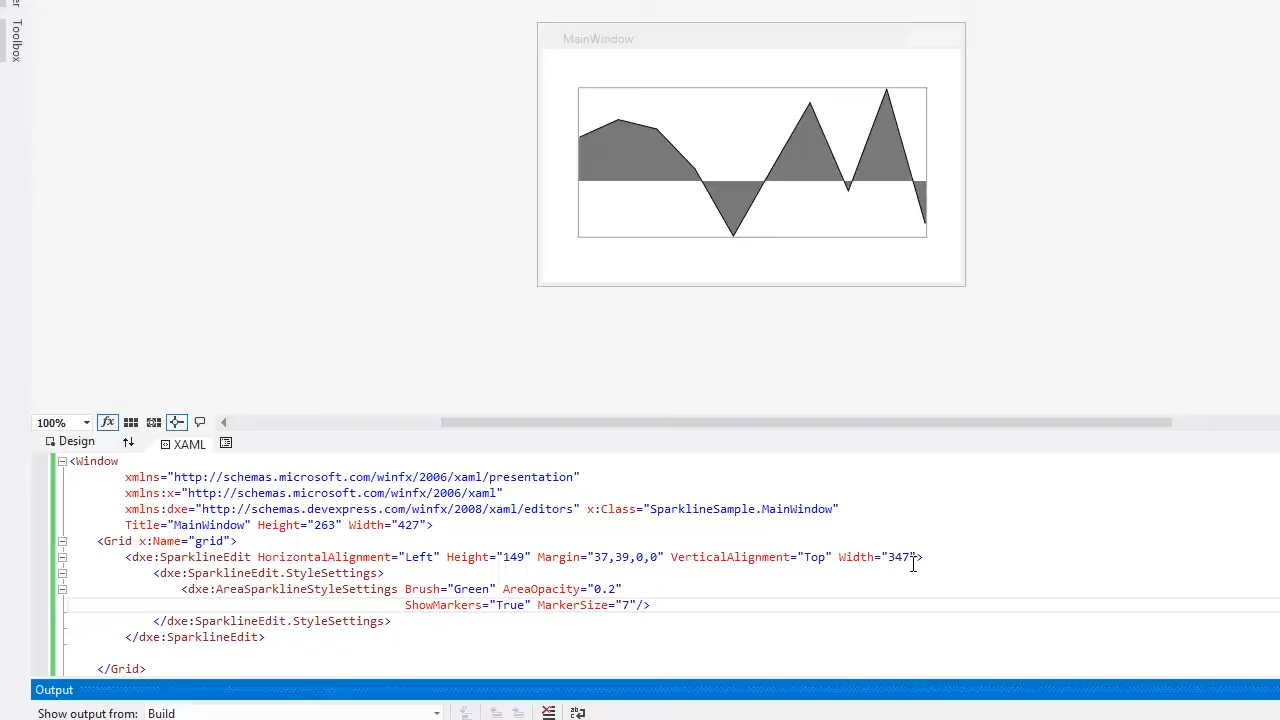 Toolbox
MainWindow
100%
Design
XAML
<Window
xmlns="http://schemas.microsoft.com/winfx/2006/xaml/presentation"
xmlns:x="http://schemas.microsoft.com/winfx/2006/xaml"
xmlns:dxe="http://schemas.devexpress.com/winfx/2008/xaml/editors" x:Class="SparklineSample.MainWindow"
Title="MainWindow" Height="263" Width="427">
<Grid x:Name="grid">
<dxe:SparklineEdit HorizontalAlignment="Left" Height="149" Margin="37,39,0,0" VerticalAlignment="Top" Width="347">
<dxe:SparklineEdit.StyleSettings>
<dxe:AreaSparklineStyleSettings Brush="Green" AreaOpacity="0.2"
ShowMarkers="True" MarkerSize="7"/>
</dxe:SparklineEdit.StyleSettings>
</dxe:SparklineEdit>
</Grid>
Output
Show output from: Build